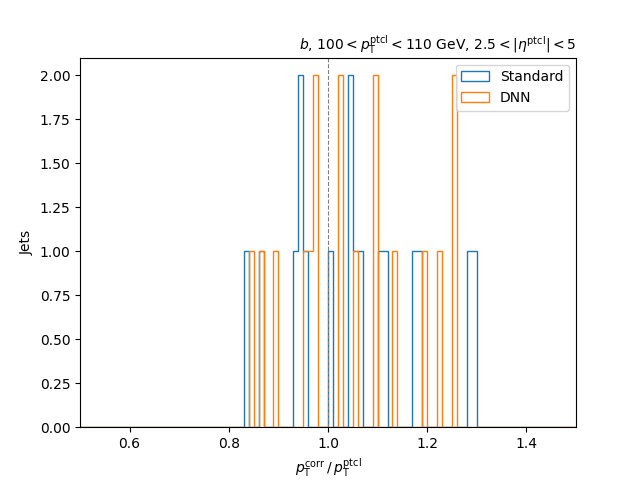 b, 100 < p_T^ptcl < 110 GeV, 2.5 < |η^ptcl| < 5
Standard
DNN
2.00
1.75
1.50
1.25
1.00
0.75
0.50
0.25
0.00
Jets
0.6 0.8 1.0 1.2 1.4
p_T^corr / p_T^ptcl